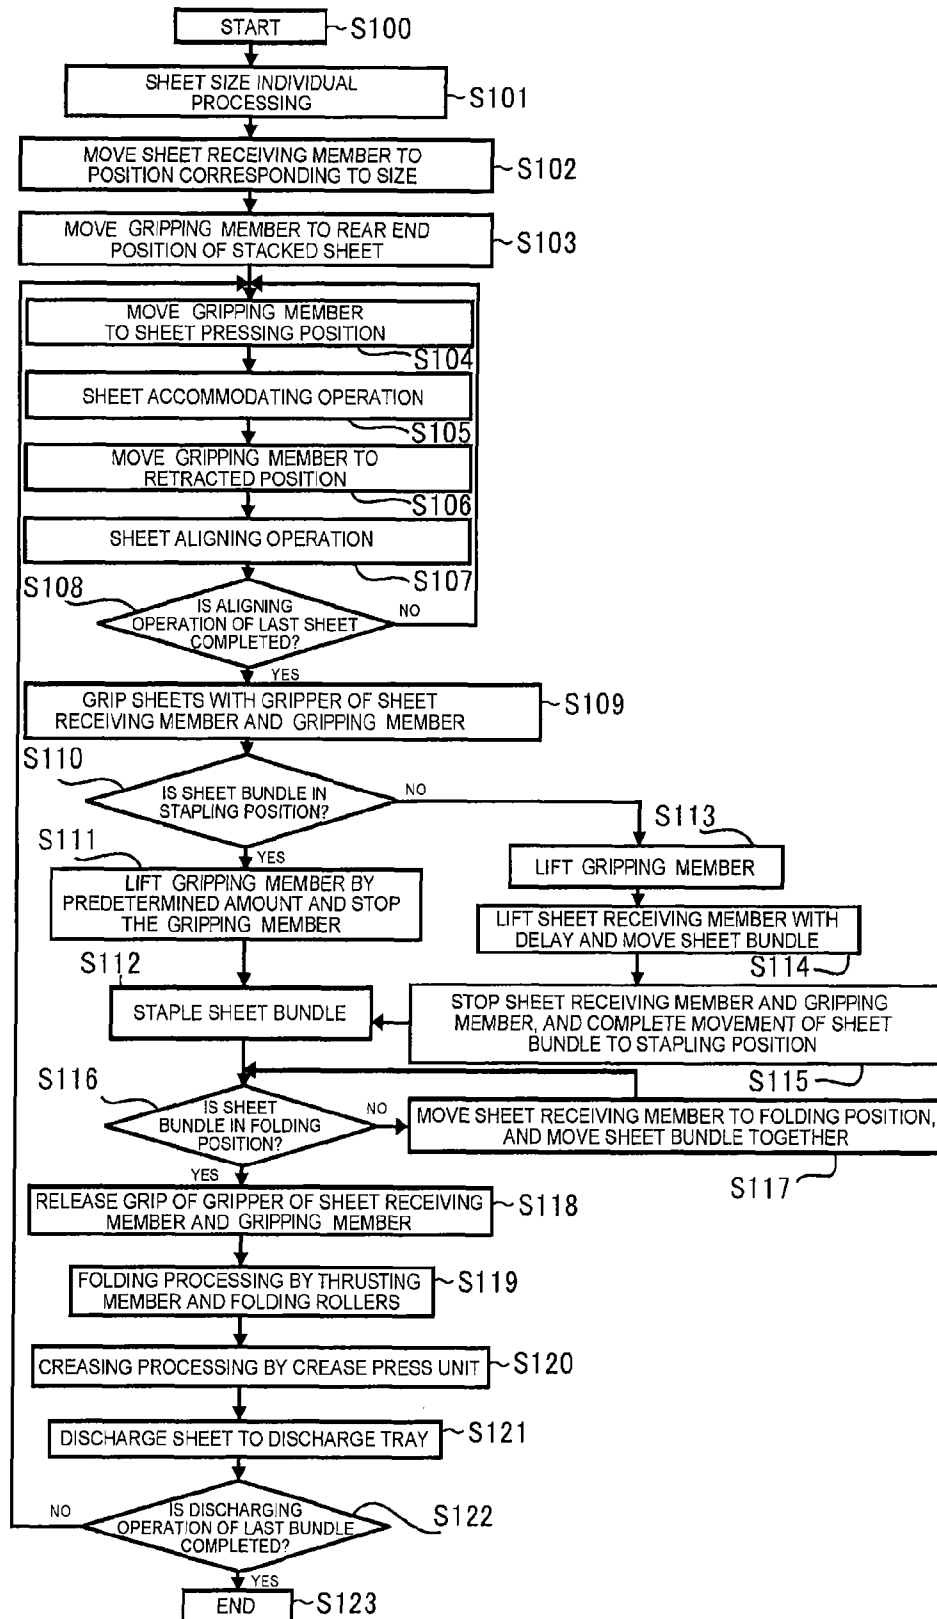 START
S100
SHEET SIZE INDIVIDUAL
PROCESSING
S101
MOVE SHEET RECEIVING MEMBER TO
POSITION CORRESPONDING TO SIZE
S102
MOVE GRIPPING MEMBER TO REAR END
POSITION OF STACKED SHEET
S103
MOVE GRIPPING MEMBER
TO SHEET PRESSING POSITION
S104
SHEET ACCOMMODATING OPERATION
S105
MOVE GRIPPING MEMBER TO
RETRACTED POSITION
S106
SHEET ALIGNING OPERATION
S107
S108
IS ALIGNING
OPERATION OF LAST SHEET
COMPLETED?
NO
YES
GRIP SHEETS WITH GRIPPER OF SHEET
RECEIVING MEMBER AND GRIPPING MEMBER
S109
S110
IS SHEET BUNDLE IN
STAPLING POSITION?
NO
YES
S111
LIFT GRIPPING MEMBER BY
PREDETERMINED AMOUNT AND STOP
THE GRIPPING MEMBER
S113
LIFT GRIPPING MEMBER
LIFT SHEET RECEIVING MEMBER WITH
DELAY AND MOVE SHEET BUNDLE
S114
S112
STAPLE SHEET BUNDLE
STOP SHEET RECEIVING MEMBER AND GRIPPING
MEMBER, AND COMPLETE MOVEMENT OF SHEET
BUNDLE TO STAPLING POSITION
S115
S116
IS SHEET
BUNDLE IN FOLDING
POSITION?
NO
YES
MOVE SHEET RECEIVING MEMBER TO FOLDING POSITION,
AND MOVE SHEET BUNDLE TOGETHER
S117
RELEASE GRIP OF GRIPPER OF SHEET RECEIVING
MEMBER AND GRIPPING MEMBER
S118
FOLDING PROCESSING BY THRUSTING
MEMBER AND FOLDING ROLLERS
S119
CREASING PROCESSING BY CREASE PRESS UNIT
S120
DISCHARGE SHEET TO DISCHARGE TRAY
S121
NO
IS DISCHARGING
OPERATION OF LAST BUNDLE
COMPLETED?
S122
YES
END
S123